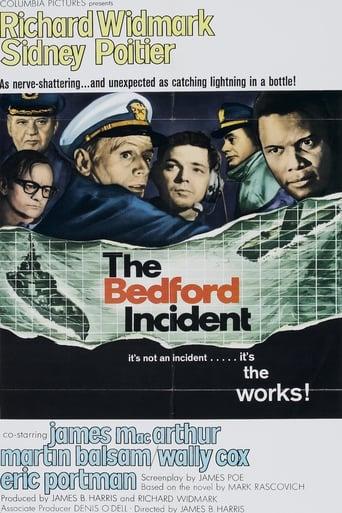 COLUMBIA PICTURES presents
Richard Widmark
Sidney Poitier
As nerve-shattering...and unexpected as catching lightning in a bottle!
The
Bedford
Incident
it's not an incident.....it's
the
works!
co-starring james macarthur
martin balsam/wally cox
eric portman Screenplay by JAMES POE
Based on the novel by MARK RASCOVICH
Produced by JAMES B. HARRIS and RICHARD WIDMARK
Associate Producer DENIS O'DELL · Directed by JAMES B. HARRIS